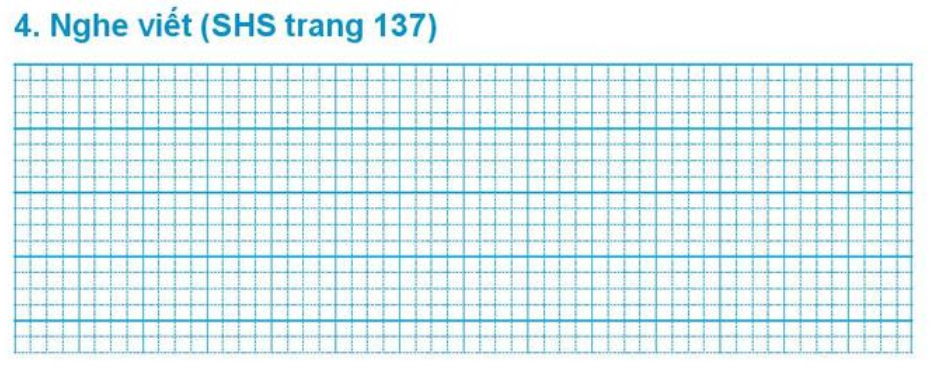 4. Nghe viết (SHS trang 137)